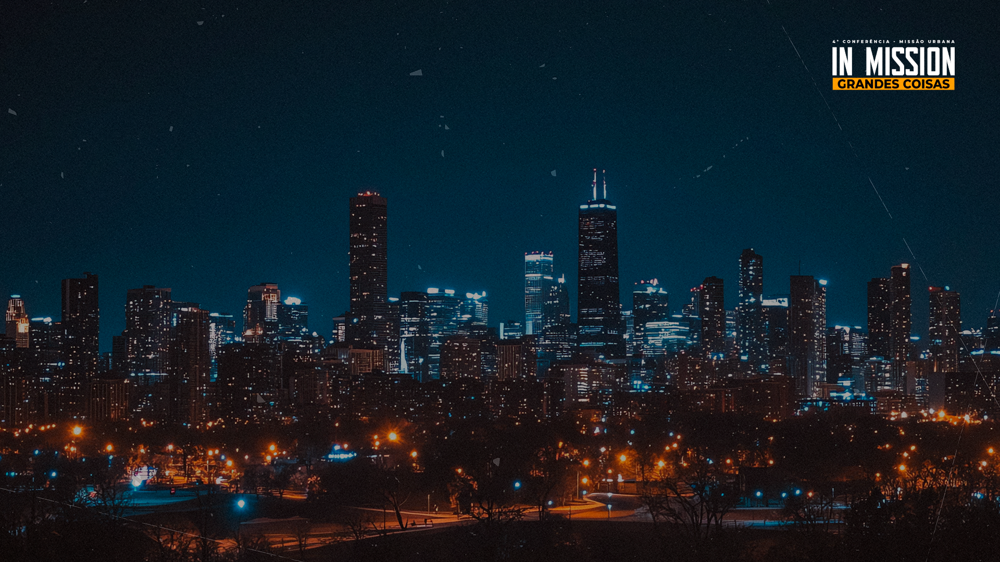 4ª CONFERÊNCIA - MISSÃO URBANA
IN MISSION
GRANDES COISAS